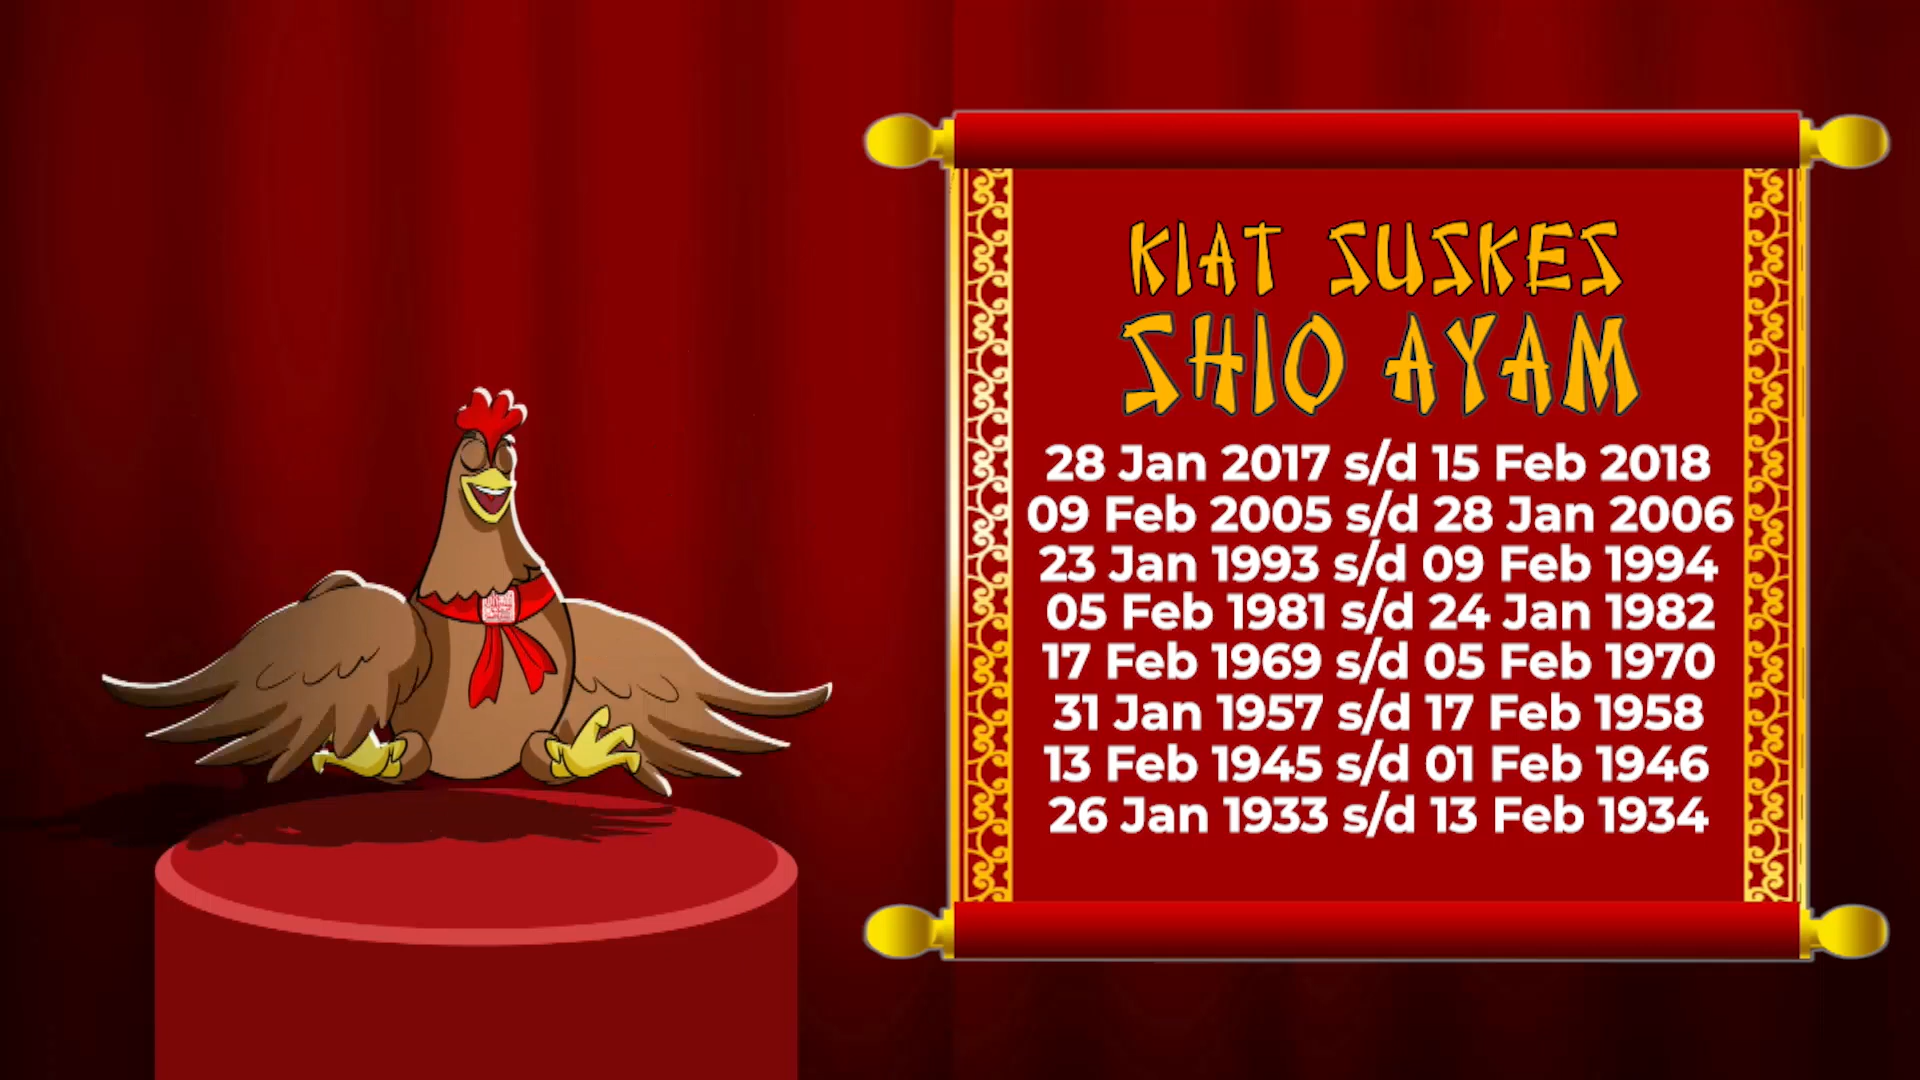 KIAT SUSKES
SHIO AYAM
28 Jan 2017 s/d 15 Feb 2018
09 Feb 2005 s/d 28 Jan 2006
23 Jan 1993 s/d 09 Feb 1994
05 Feb 1981 s/d 24 Jan 1982
17 Feb 1969 s/d 05 Feb 1970
31 Jan 1957 s/d 17 Feb 1958
13 Feb 1945 s/d 01 Feb 1946
26 Jan 1933 s/d 13 Feb 1934